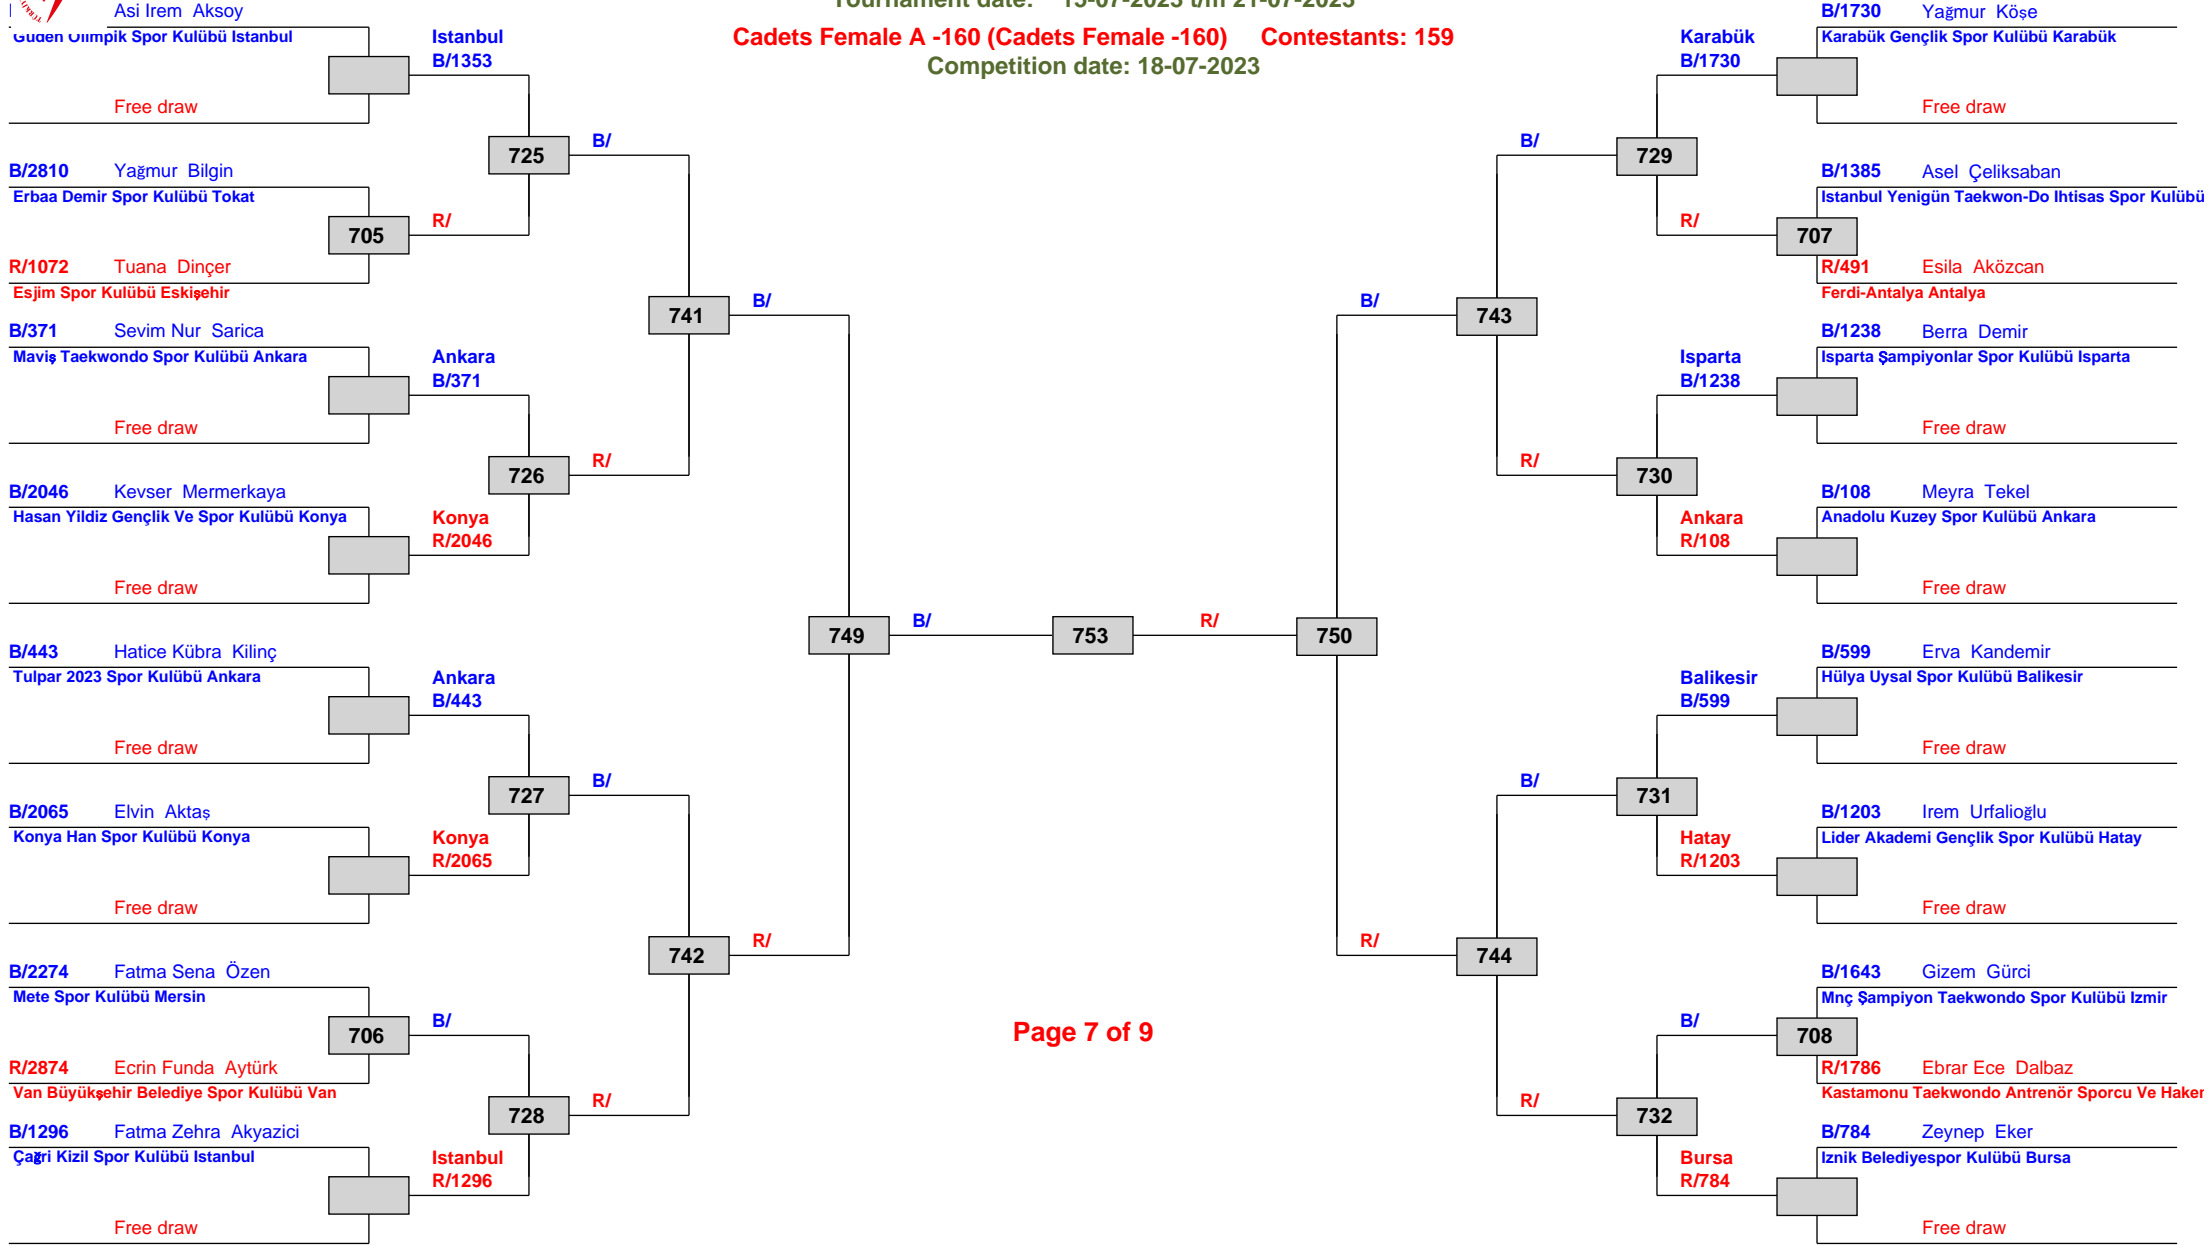 Tournament date: 15-07-2023 t/m 21-07-2023
Cadets Female A -160 (Cadets Female -160) Contestants: 159
Competition date: 18-07-2023
Asi Irem Aksoy
Güden Olimpik Spor Kulübü Istanbul
Free draw
Istanbul
B/1353
725
B/
B/2810 Yağmur Bilgin
Erbaa Demir Spor Kulübü Tokat
705
R/
R/1072 Tuana Dinçer
Esjim Spor Kulübü Eskişehir
741
B/
B/371 Sevim Nur Sarica
Maviş Taekwondo Spor Kulübü Ankara
Ankara
B/371
Free draw
726
R/
B/2046 Kevser Mermerkaya
Hasan Yildiz Gençlik Ve Spor Kulübü Konya
Konya
R/2046
Free draw
749
B/
753
R/
750
B/443 Hatice Kübra Kilinç
Tulpar 2023 Spor Kulübü Ankara
Ankara
B/443
Free draw
727
B/
B/2065 Elvin Aktaş
Konya Han Spor Kulübü Konya
Konya
R/2065
Free draw
742
R/
B/2274 Fatma Sena Özen
Mete Spor Kulübü Mersin
706
B/
R/2874 Ecrin Funda Aytürk
Van Büyükşehir Belediye Spor Kulübü Van
728
R/
B/1296 Fatma Zehra Akyazici
Çağri Kizil Spor Kulübü Istanbul
Istanbul
R/1296
Free draw
B/1730 Yağmur Köşe
Karabük Gençlik Spor Kulübü Karabük
Karabük
B/1730
Free draw
B/
729
B/1385 Asel Çeliksaban
Istanbul Yenigün Taekwon-Do Ihtisas Spor Kulübü
R/
707
R/491 Esila Aközcan
Ferdi-Antalya Antalya
B/
743
B/1238 Berra Demir
Isparta Şampiyonlar Spor Kulübü Isparta
Isparta
B/1238
Free draw
R/
730
B/108 Meyra Tekel
Anadolu Kuzey Spor Kulübü Ankara
Ankara
R/108
Free draw
B/599 Erva Kandemir
Hülya Uysal Spor Kulübü Balikesir
Balikesir
B/599
Free draw
B/
731
B/1203 Irem Urfalioğlu
Lider Akademi Gençlik Spor Kulübü Hatay
Hatay
R/1203
Free draw
R/
744
B/1643 Gizem Gürci
Mnç Şampiyon Taekwondo Spor Kulübü Izmir
B/
708
R/1786 Ebrar Ece Dalbaz
Kastamonu Taekwondo Antrenör Sporcu Ve Haker
R/
732
B/784 Zeynep Eker
Iznik Belediyespor Kulübü Bursa
Bursa
R/784
Free draw
Page 7 of 9